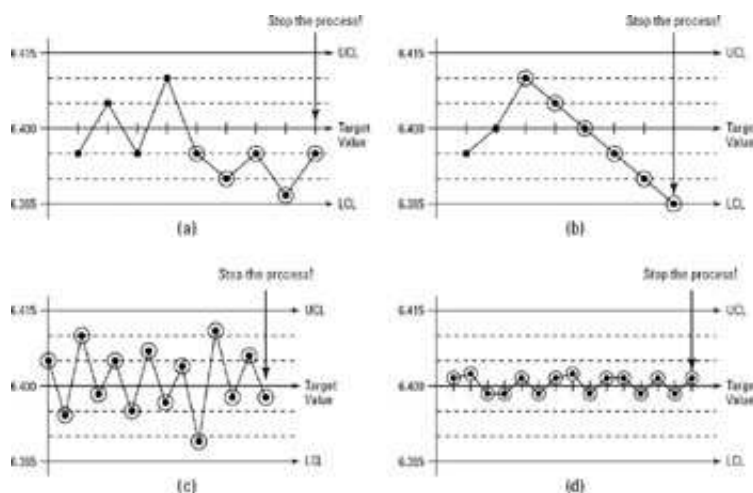 Stop the process!
6.415
UCL
6.400
Target
Value
6.385
LCL
(a)
Stop the process!
6.415
UCL
6.400
Target
Value
6.385
LCL
(b)
Stop the process!
6.415
UCL
6.400
Target
Value
6.385
LCL
(c)
Stop the process!
6.415
UCL
6.400
Target
Value
6.385
LCL
(d)